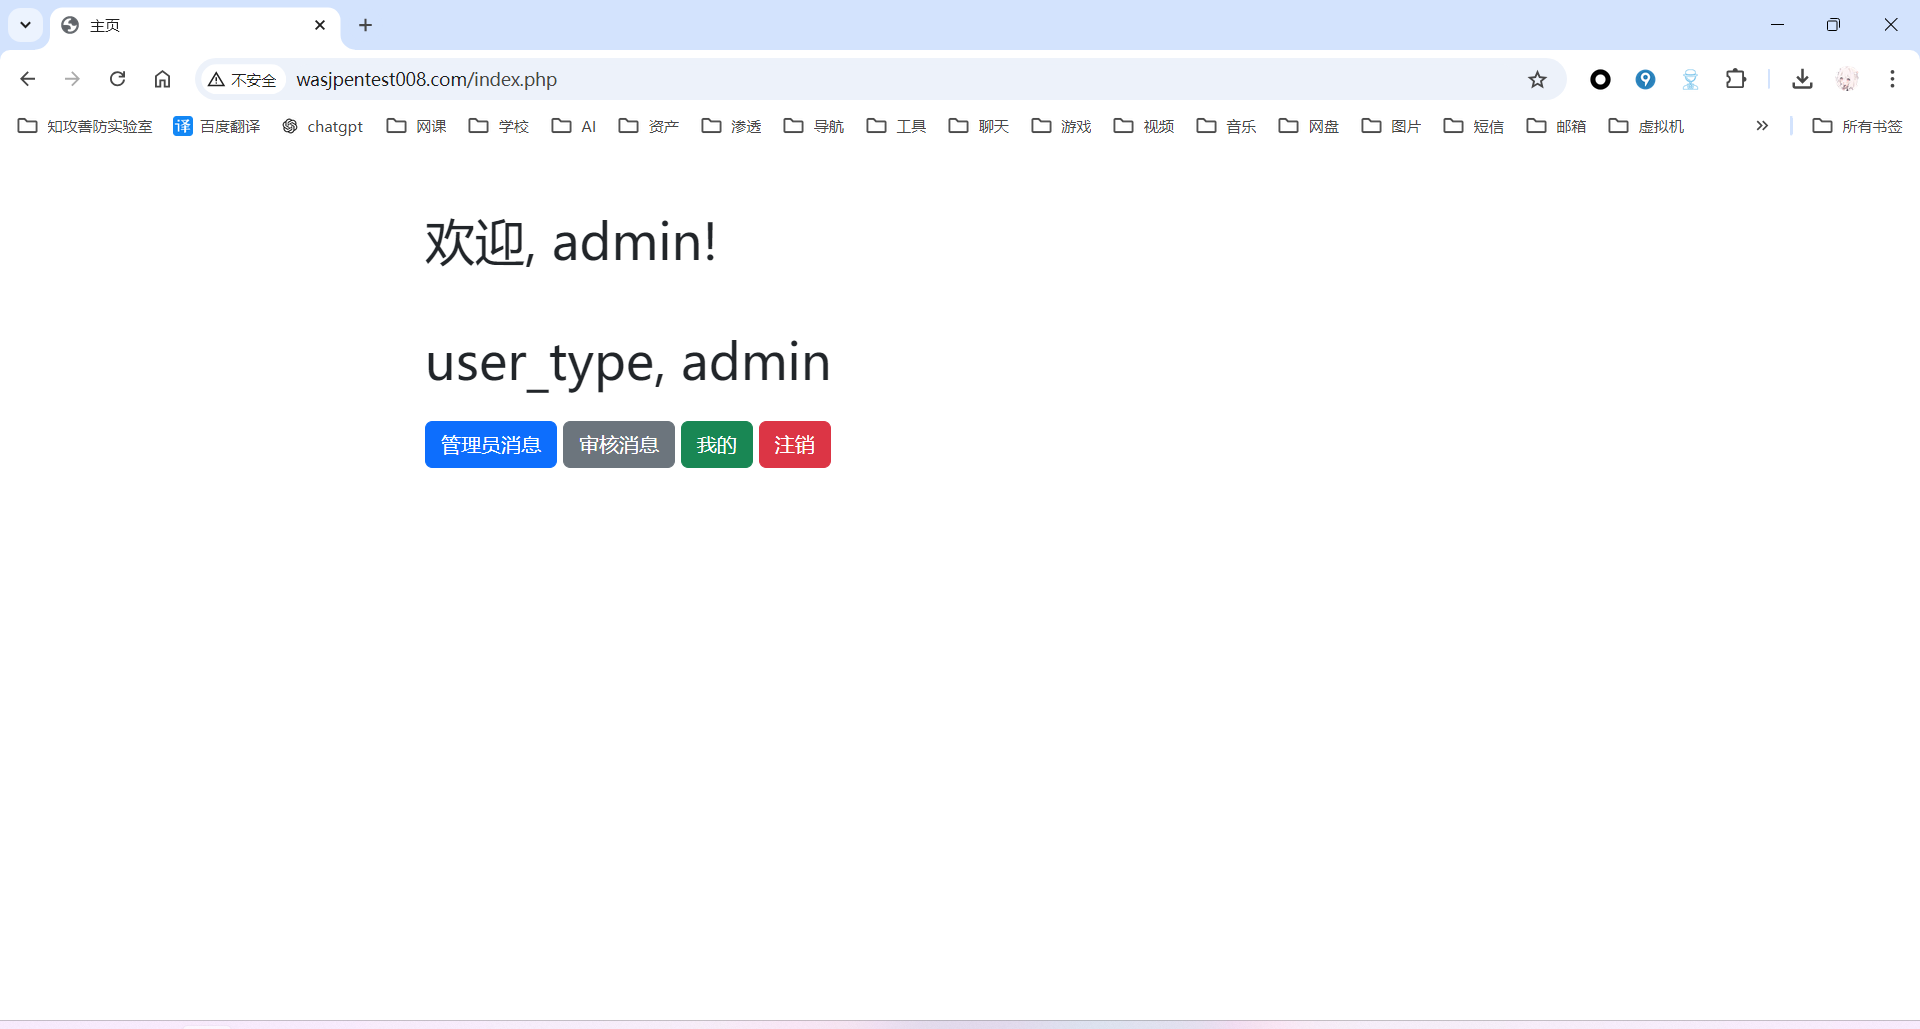 主页
不安全 wasjpentest008.com/index.php
知攻善防实验室 译 百度翻译 chatgpt 网课 学校 AI 资产 渗透 导航 工具 聊天 游戏 视频 音乐 网盘 图片 短信 邮箱 虚拟机 » 所有书签
欢迎, admin!
user_type, admin
管理员消息 审核消息 我的 注销